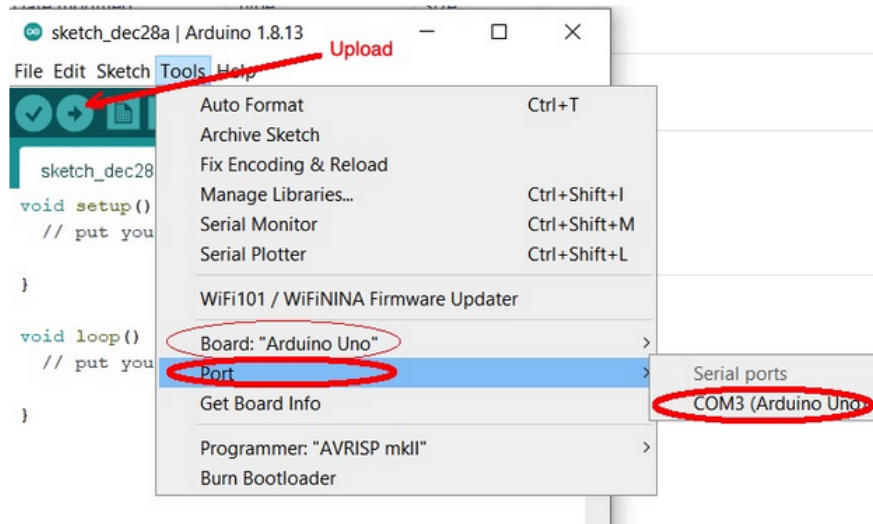 sketch_dec28a | Arduino 1.8.13
Upload
File Edit Sketch Tools Help
Auto Format Ctrl+T
Archive Sketch
sketch_dec28
Fix Encoding & Reload
Manage Libraries... Ctrl+Shift+I
void setup()
Serial Monitor Ctrl+Shift+M
// put you
Serial Plotter Ctrl+Shift+L
}
WiFi101 / WiFiNINA Firmware Updater
void loop()
Board: "Arduino Uno"
// put you
Port
Serial ports
Get Board Info
COM3 (Arduino Uno)
}
Programmer: "AVRISP mkII"
Burn Bootloader